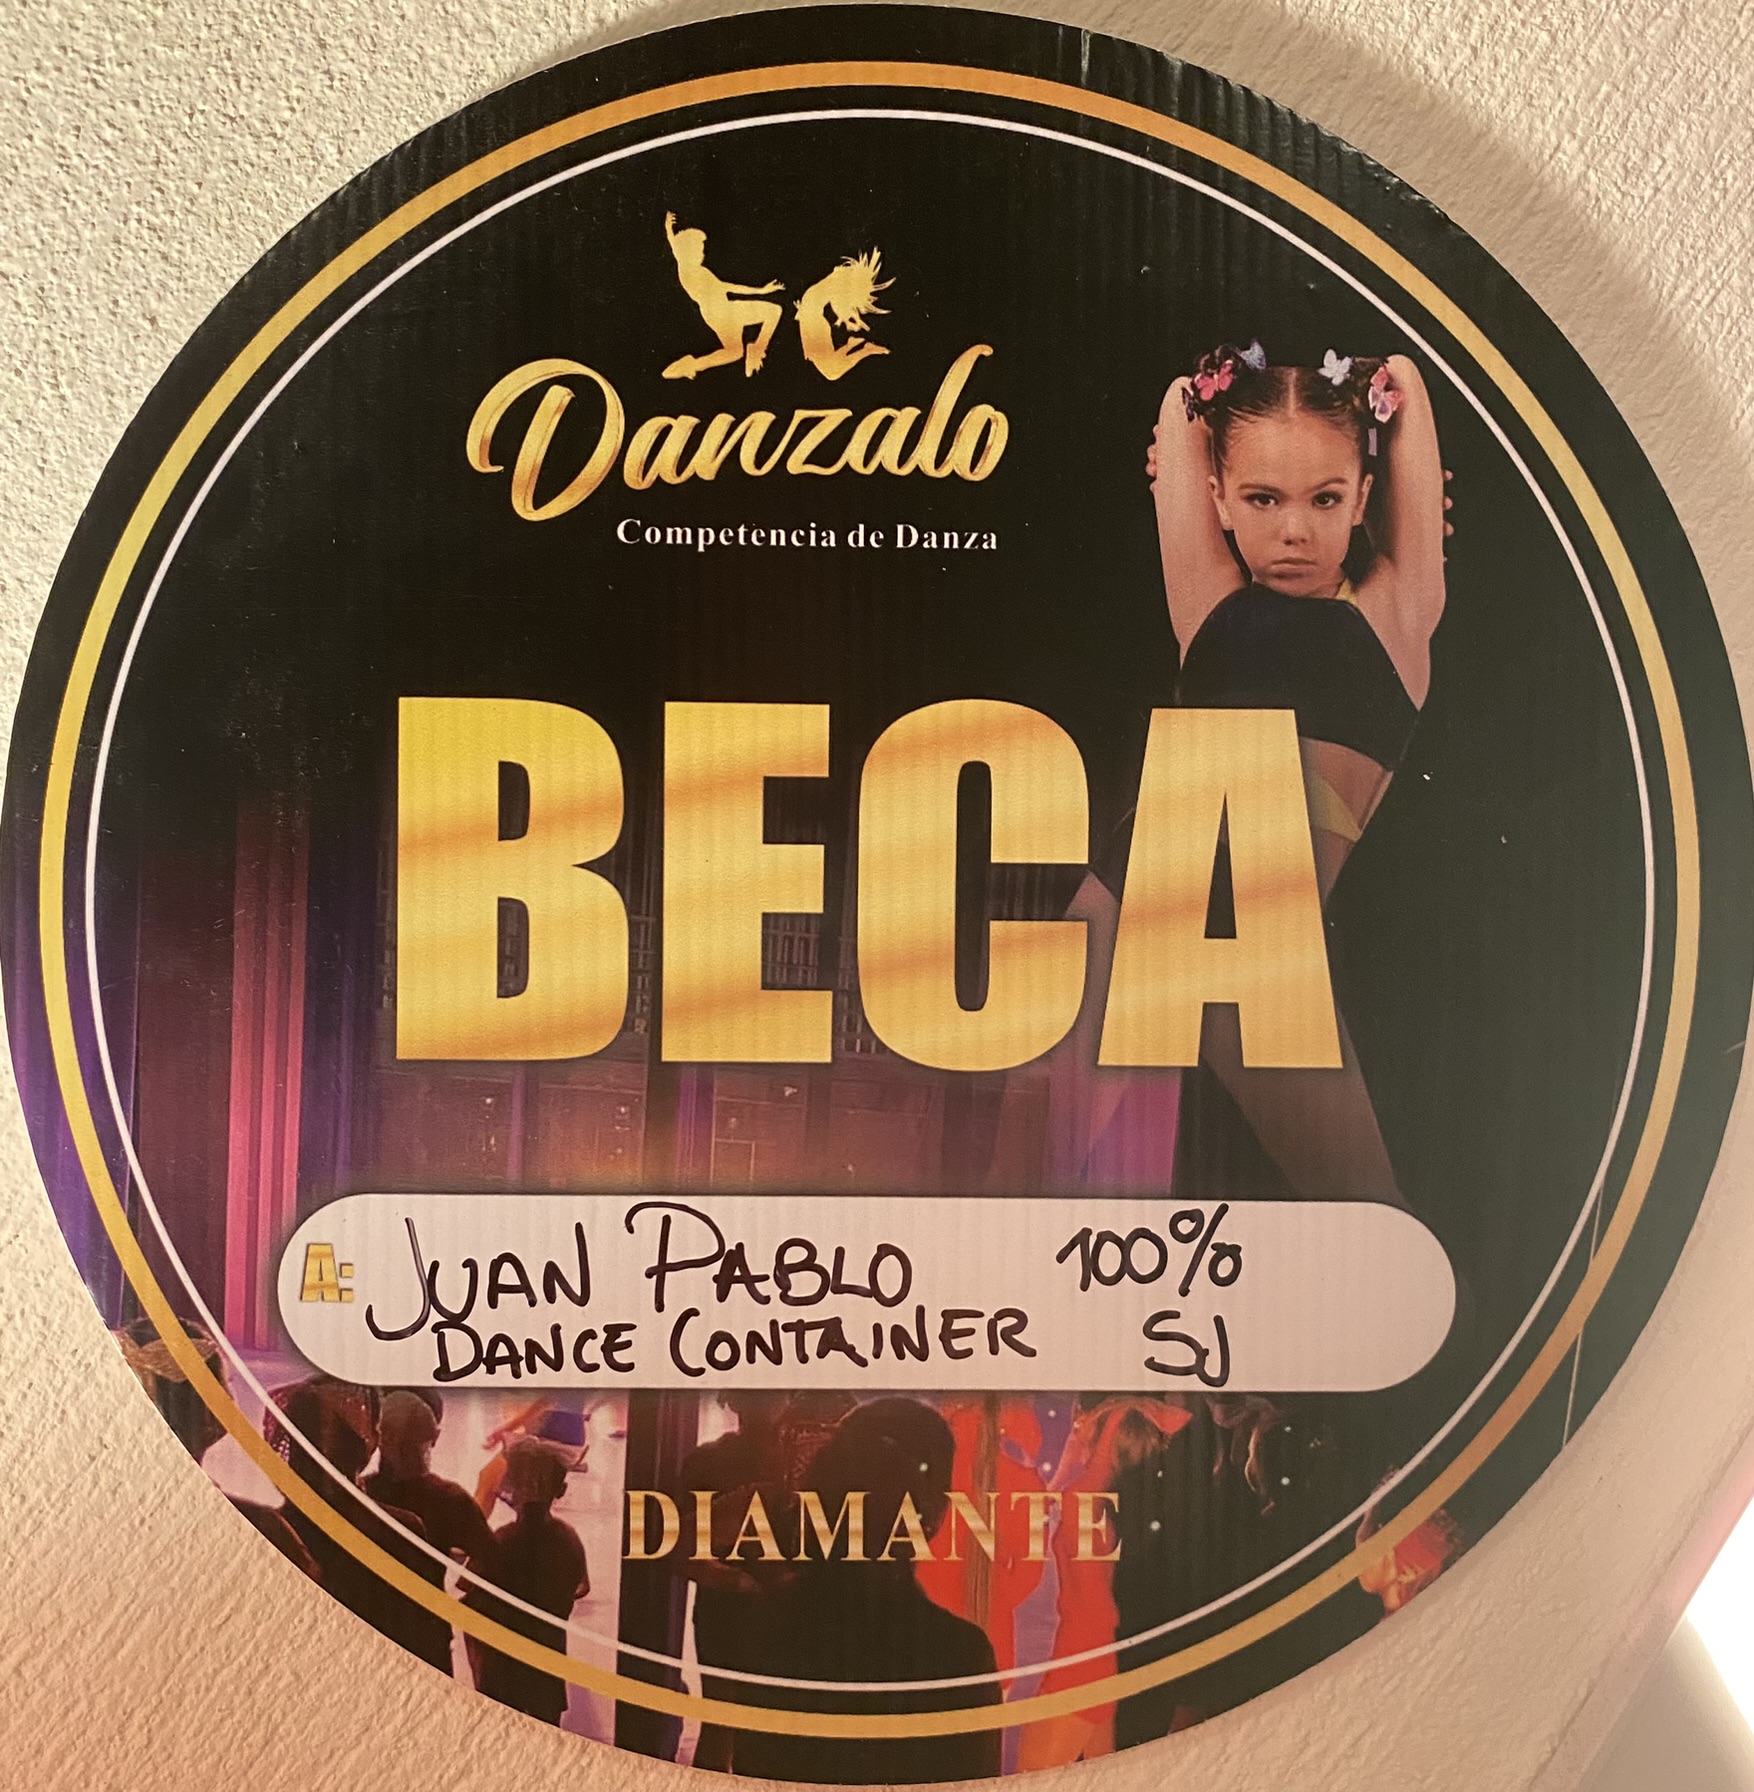 Danzalo
Competencia de Danza
BECA
A: JUAN PABLO 100%
DANCE CONTAINER SJ
DIAMANTE